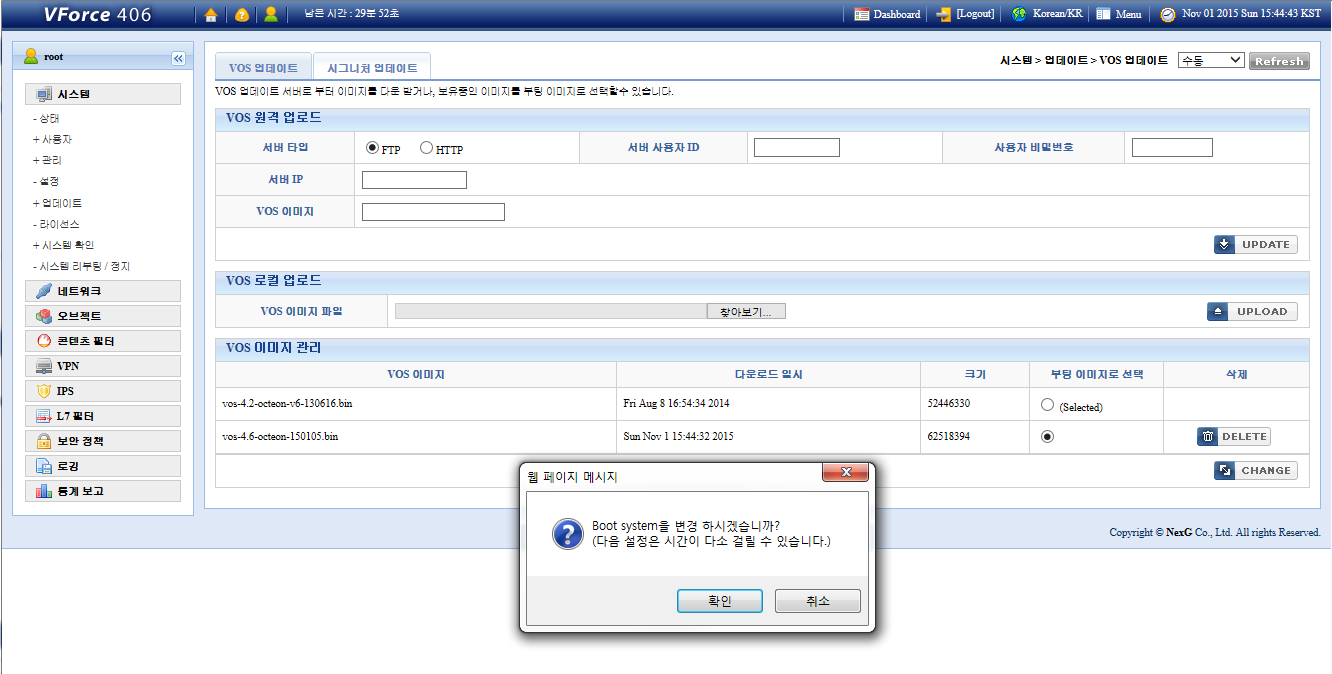 VForce 406 남은 시간 : 29분 52초 Dashboard [Logout] Korean/KR Menu Nov 01 2015 Sun 15:44:43 KST
root
시스템
- 상태
+ 사용자
+ 관리
- 설정
+ 업데이트
- 라이선스
+ 시스템 확인
- 시스템 리부팅 / 정지
네트워크
오브젝트
콘텐츠 필터
VPN
IPS
L7 필터
보안 정책
로깅
통계 보고
VOS 업데이트 시그니처 업데이트 시스템 > 업데이트 > VOS 업데이트 수동 Refresh
VOS 업데이트 서버로 부터 이미지를 다운 받거나, 보유중인 이미지를 부팅 이미지로 선택할수 있습니다.
VOS 원격 업로드
서버 타입 FTP HTTP 서버 사용자 ID 사용자 비밀번호
서버 IP
VOS 이미지
UPDATE
VOS 로컬 업로드
VOS 이미지 파일 찾아보기... UPLOAD
VOS 이미지 관리
VOS 이미지 다운로드 일시 크기 부팅 이미지로 선택 삭제
vos-4.2-octeon-v6-130616.bin Fri Aug 8 16:54:34 2014 52446330 (Selected)
vos-4.6-octeon-150105.bin Sun Nov 1 15:44:32 2015 62518394 DELETE
CHANGE
웹 페이지 메시지
Boot system을 변경 하시겠습니까?
(다음 설정은 시간이 다소 걸릴 수 있습니다.)
확인 취소
Copyright © NexG Co., Ltd. All rights Reserved.